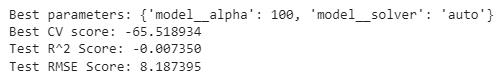 Best parameters: {'model__alpha': 100, 'model__solver': 'auto'}
Best CV score: -65.518934
Test R^2 Score: -0.007350
Test RMSE Score: 8.187395